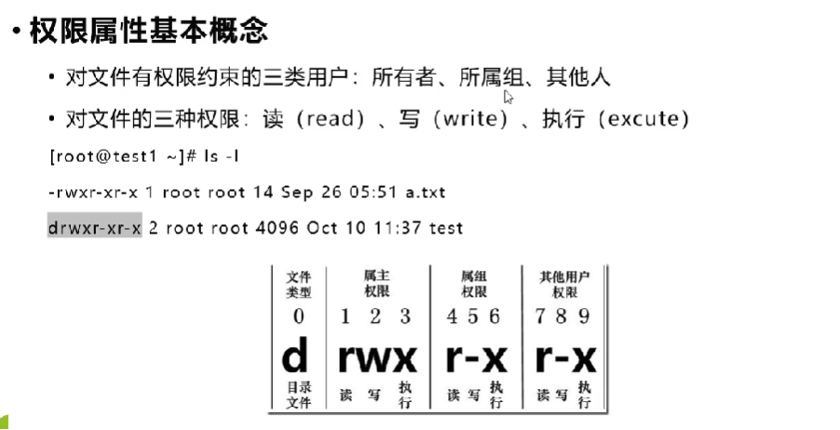 • 权限属性基本概念
• 对文件有权限约束的三类用户：所有者、所属组、其他人
• 对文件的三种权限：读（read）、写（write）、执行（excute）
[root@test1 ~]# ls -l
-rwxr-xr-x 1 root root 14 Sep 26 05:51 a.txt
drwxr-xr-x 2 root root 4096 Oct 10 11:37 test
文件 属主 属组 其他用户
类型 权限 权限 权限
0 1 2 3 4 5 6 7 8 9
d rwx r-x r-x
目录 读 写 执 读 写 执 读 写 执
文件 行 行 行